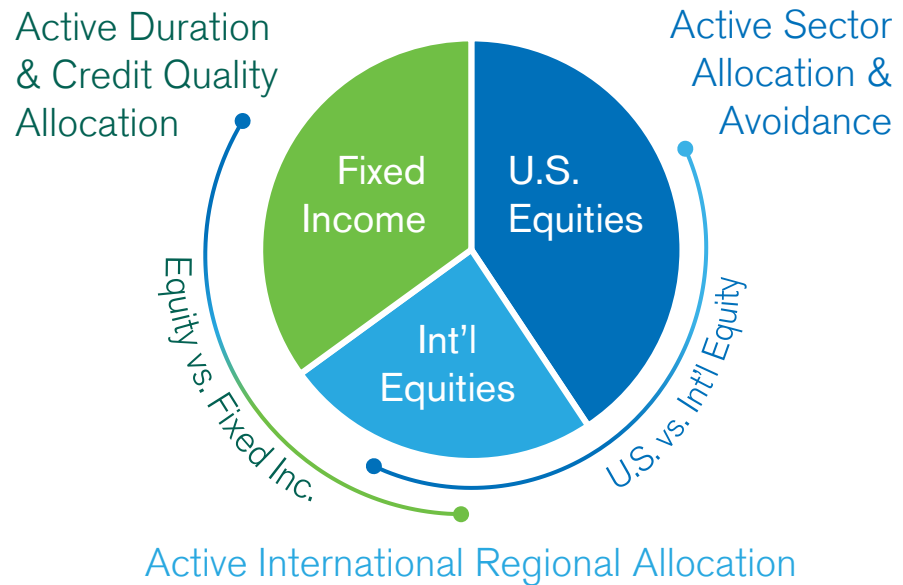 Active Duration
& Credit Quality
Allocation
Active Sector
Allocation &
Avoidance
Fixed
Income
U.S.
Equities
Int'l
Equities
Equity vs. Fixed Inc.
U.S. vs. Int'l Equity
Active International Regional Allocation